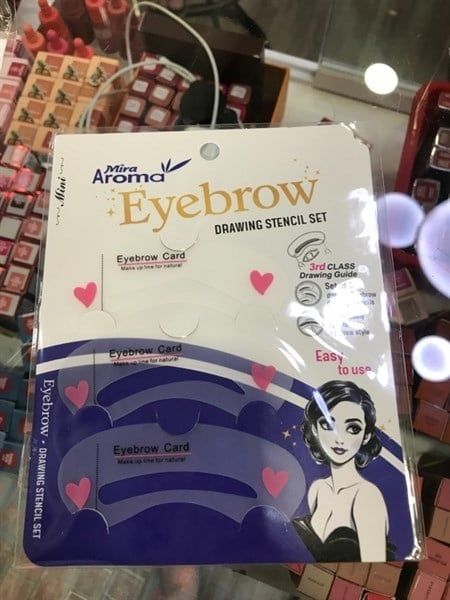 Mira
Aroma
Mini
Eyebrow
DRAWING STENCIL SET
3rd CLASS
Drawing Guide
Set of
Easy
to use
Eyebrow Card
Make up line for natural
Eyebrow Card
Make up line for natural
Eyebrow Card
Make up line for natural
Eyebrow • DRAWING STENCIL SET